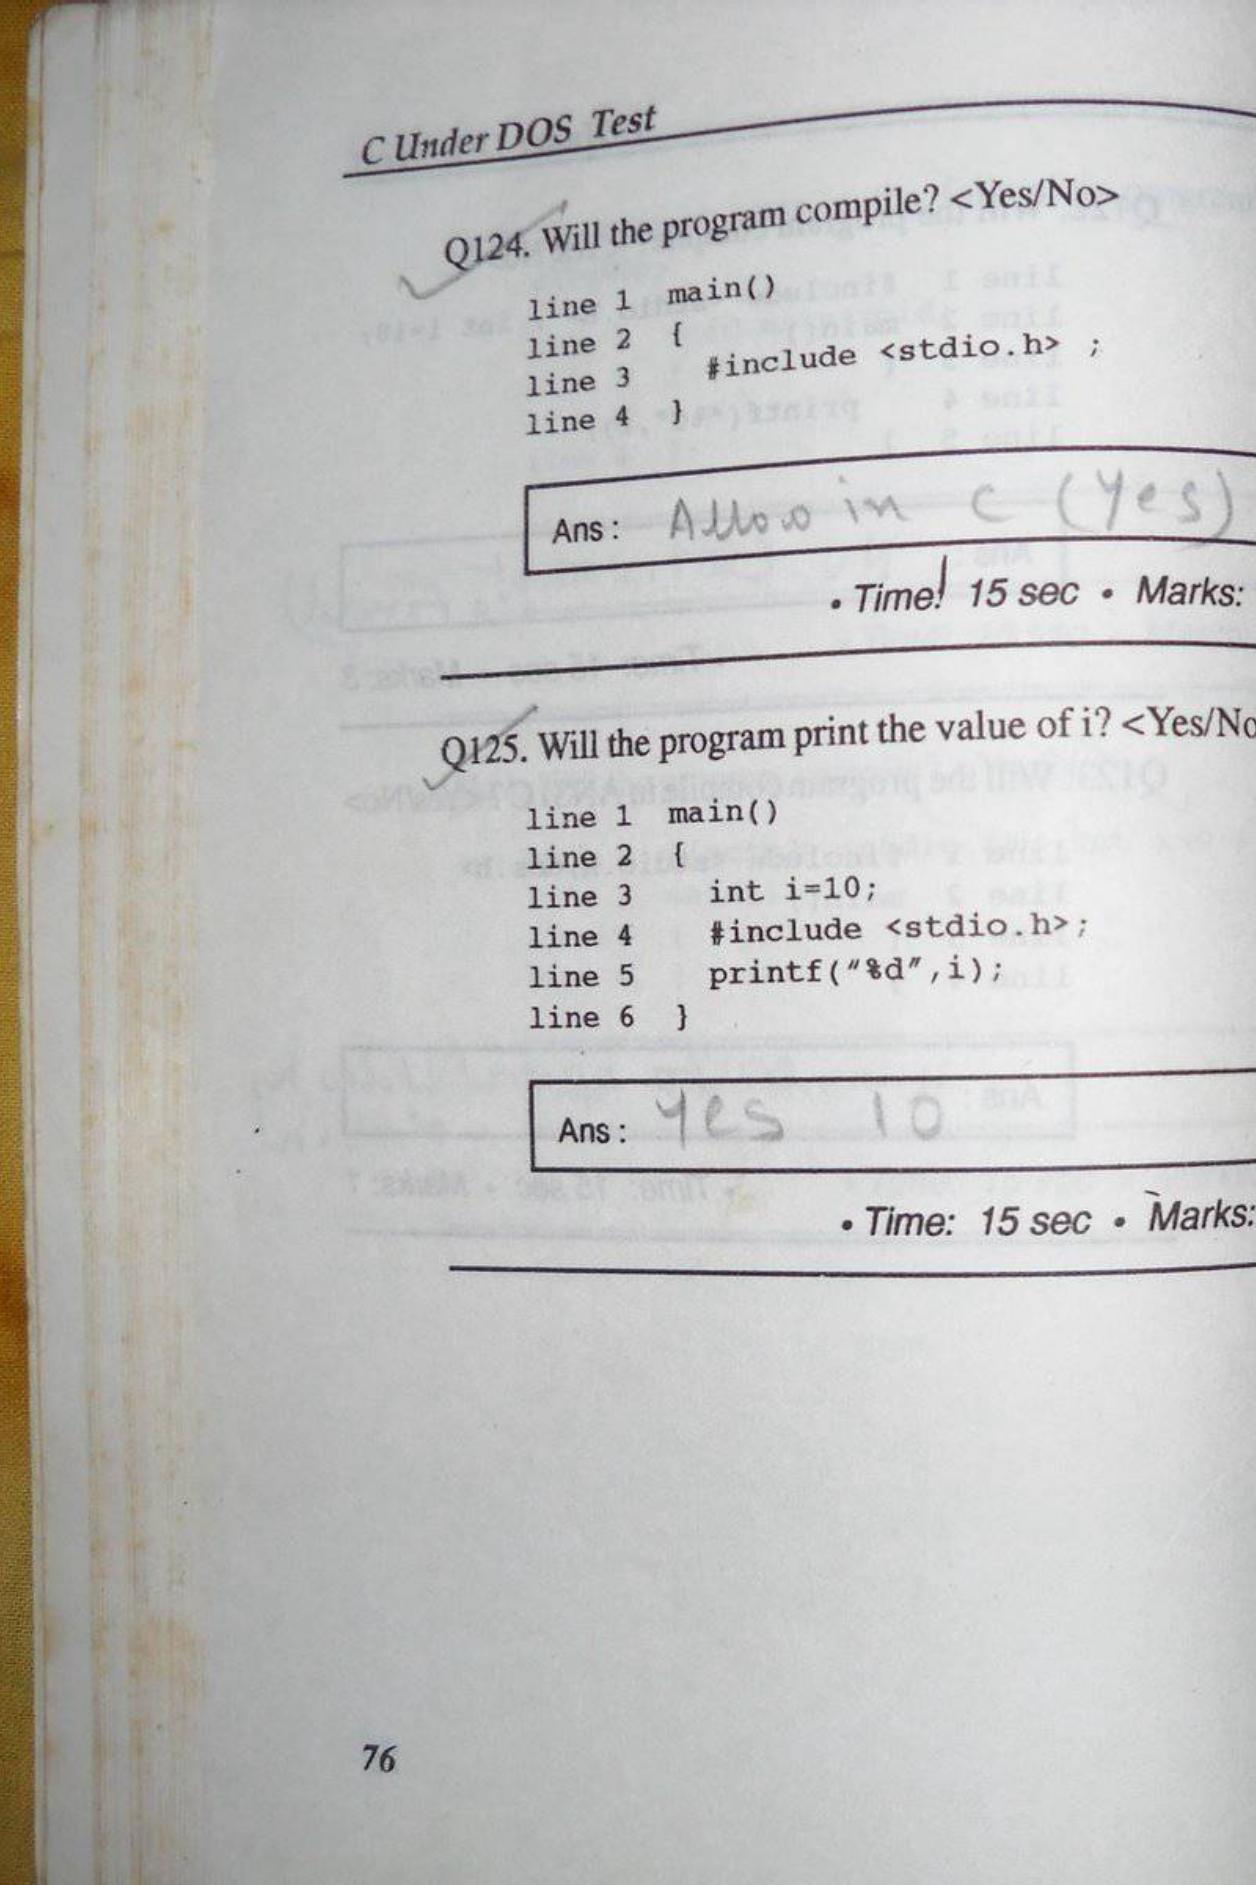 C Under DOS Test
Q124. Will the program compile? <Yes/No>
line 1 main()
line 2 {
line 3 #include <stdio.h> ;
line 4 }
Ans : Allow in C (Yes)
• Time: 15 sec • Marks:
Q125. Will the program print the value of i? <Yes/No
line 1 main()
line 2 {
line 3 int i=10;
line 4 #include <stdio.h>;
line 5 printf("%d",i);
line 6 }
Ans : Yes 10
• Time: 15 sec • Marks:
76